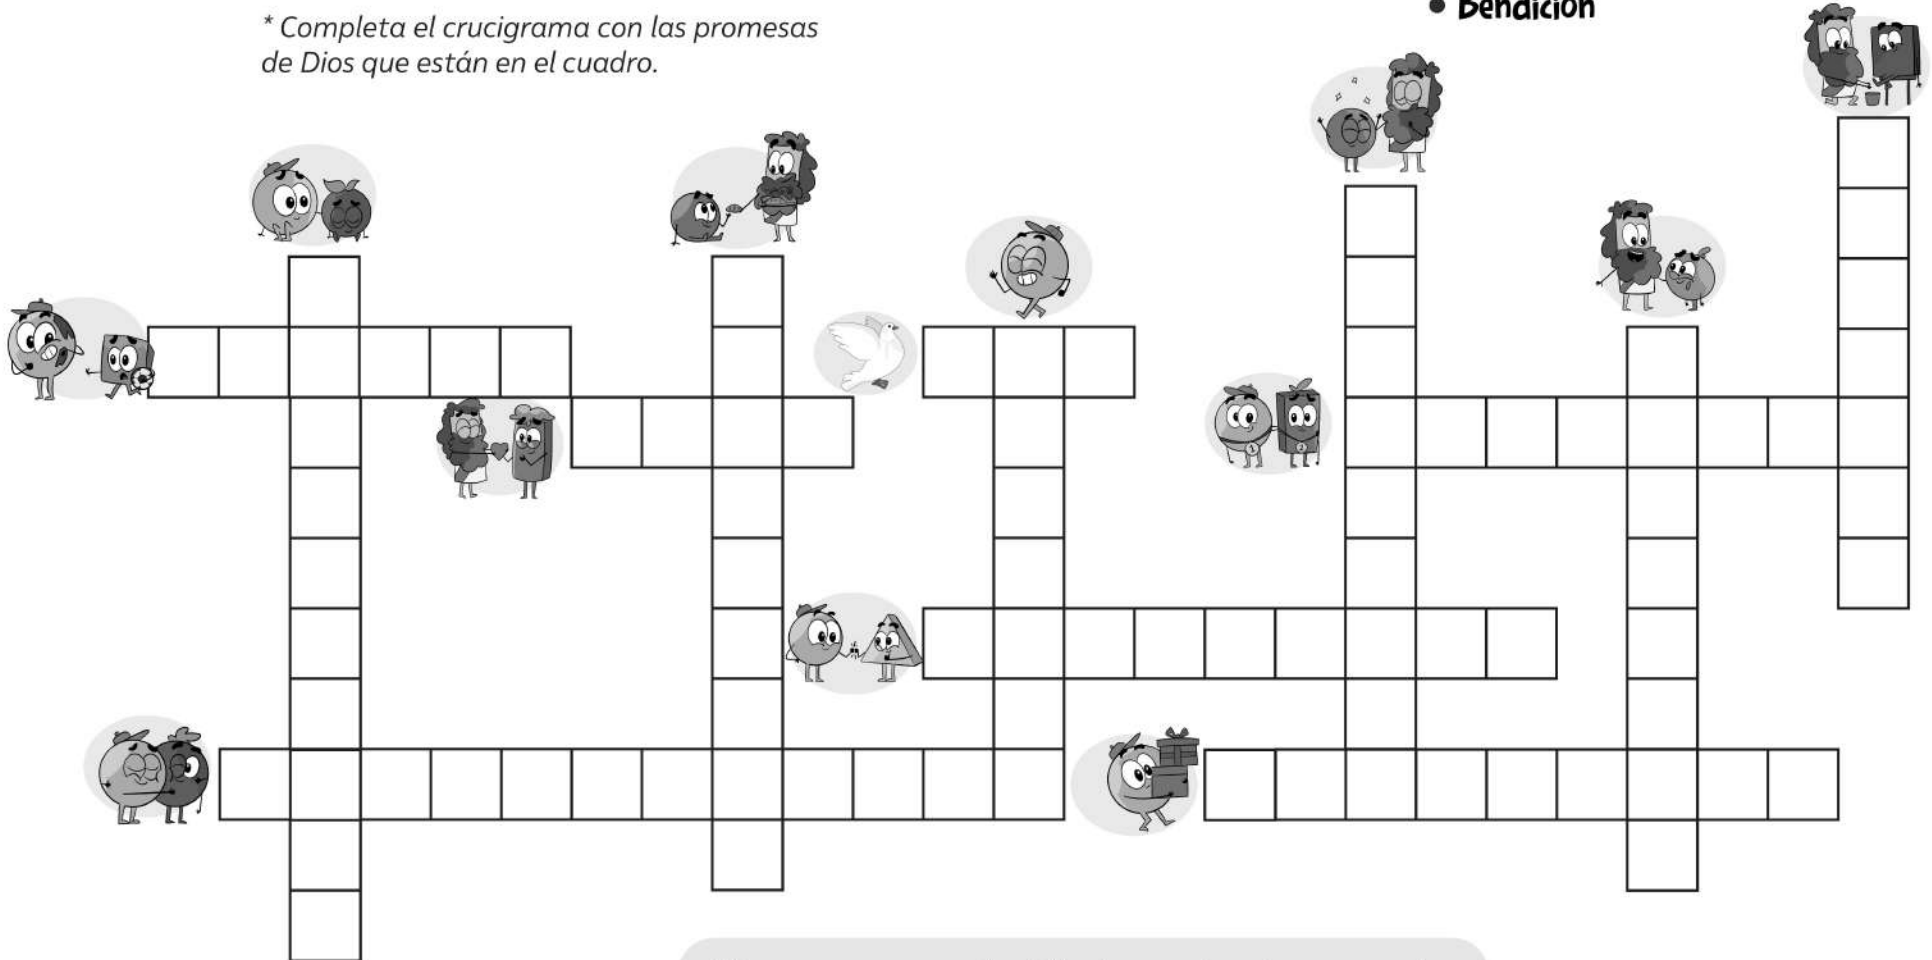 * Completa el crucigrama con las promesas
de Dios que están en el cuadro.
• Bendición